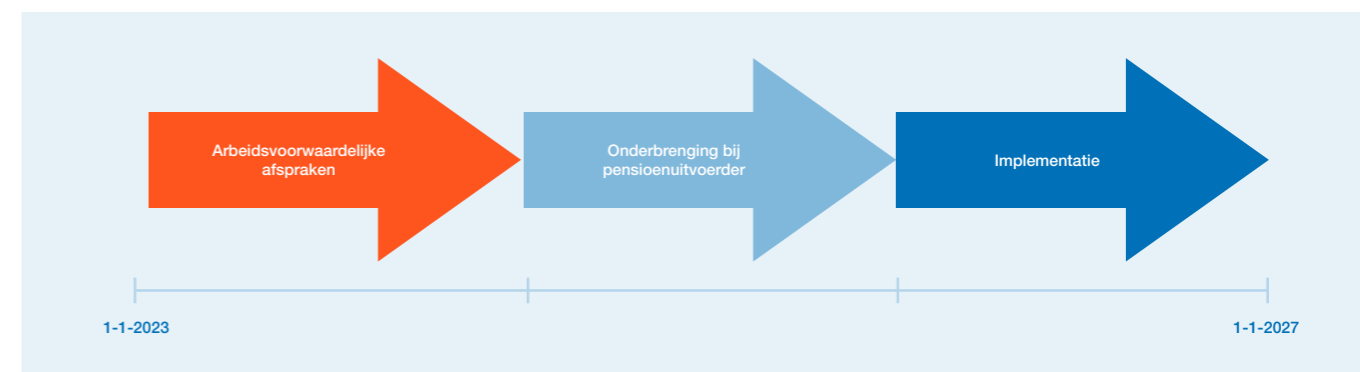 Arbeidsvoorwaardelijke
afspraken
Onderbrenging bij
pensioenuitvoerder
Implementatie
1-1-2023
1-1-2027